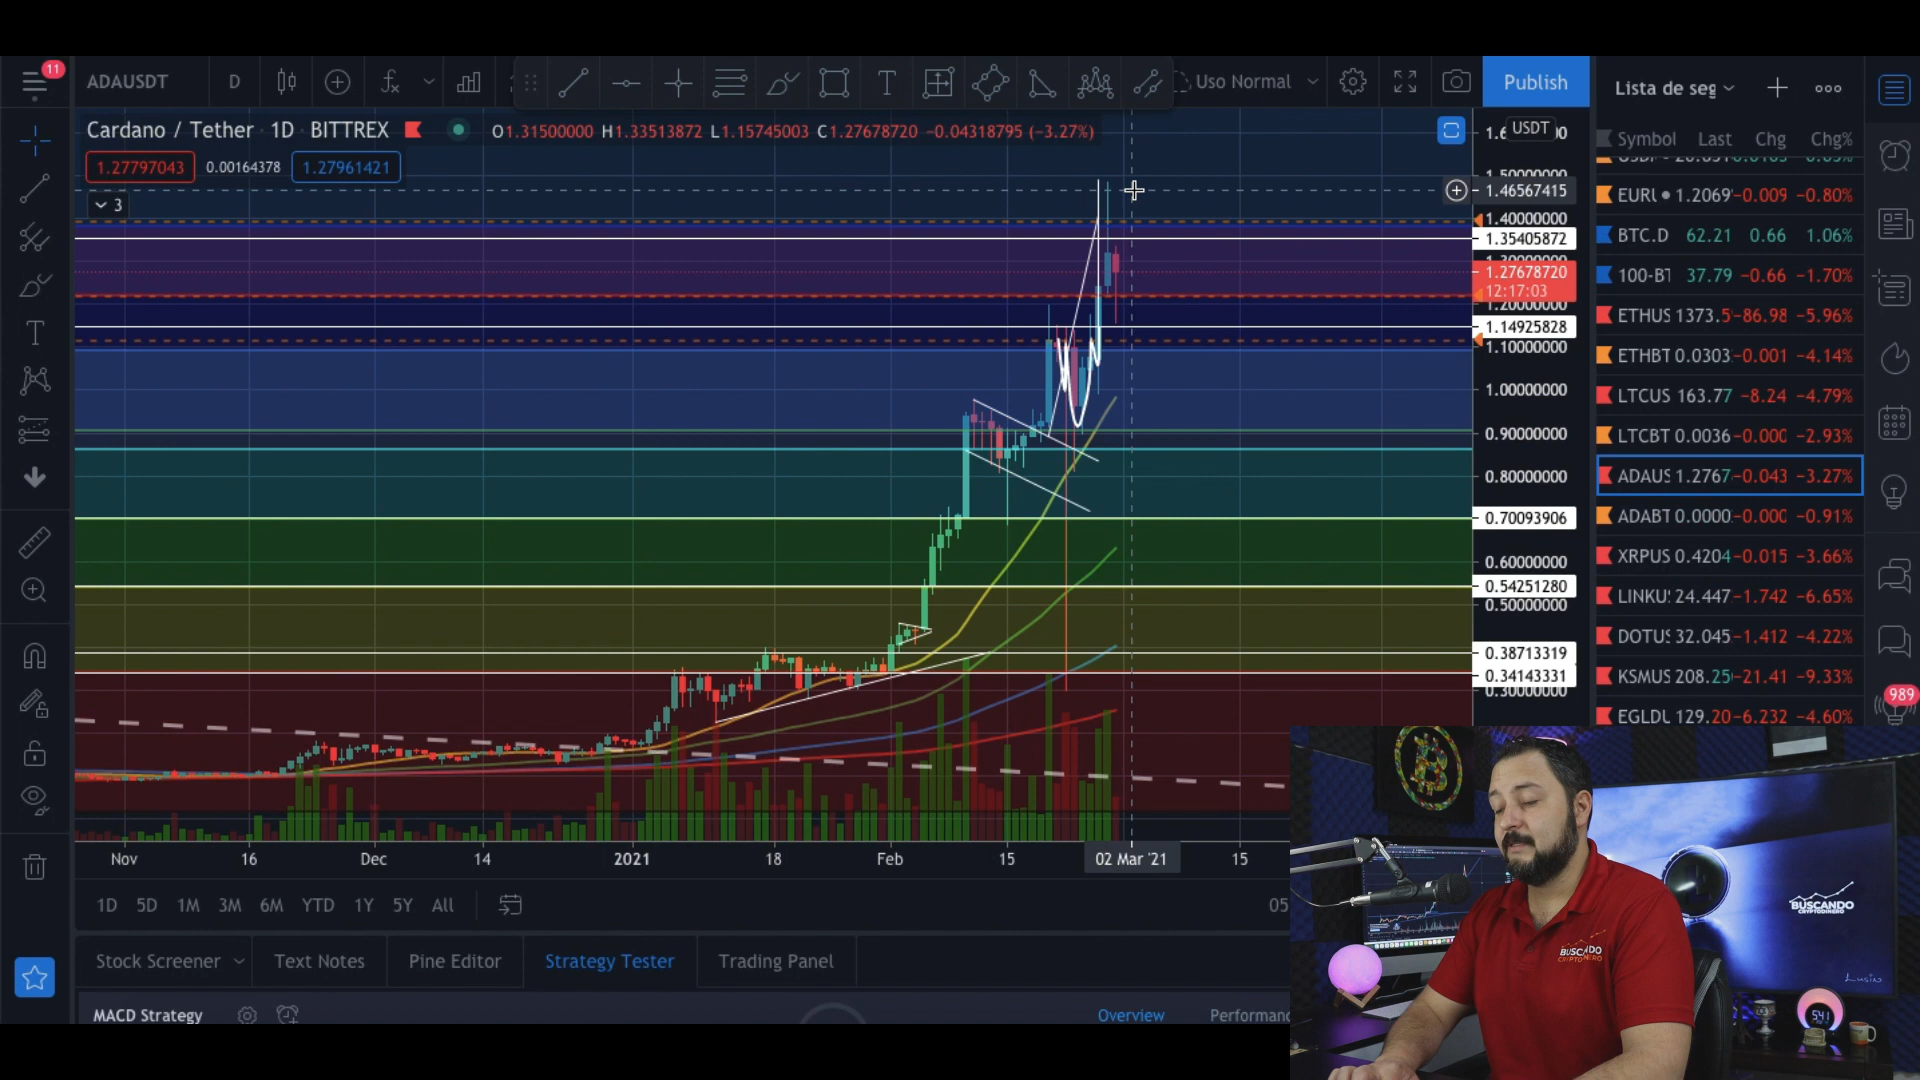 11
ADAUSDT
D
Uso Normal
Publish
Lista de seg
Cardano / Tether 1D BITTREX
O1.31500000 H1.33513872 L1.15745003 C1.27678720 −0.04318795 (−3.27%)
USDT
1.27797043 0.00164378 1.27961421
3
1.50000000
1.46567415
1.40000000
1.35405872
1.27678720
12:17:03
1.20000000
1.14925828
1.10000000
1.00000000
0.90000000
0.80000000
0.70093906
0.60000000
0.54251280
0.50000000
0.38713319
0.34143331
0.30000000
Symbol Last Chg Chg%
EURU 1.2069 −0.009 −0.80%
BTC.D 62.21 0.66 1.06%
100-BT 37.79 −0.66 −1.70%
ETHUS 1373.5 −86.98 −5.96%
ETHBT 0.0303 −0.001 −4.14%
LTCUS 163.77 −8.24 −4.79%
LTCBT 0.0036 −0.000 −2.93%
ADAUS 1.2767 −0.043 −3.27%
ADABT 0.0000 −0.000 −0.91%
XRPUS 0.4204 −0.015 −3.66%
LINKU 24.447 −1.742 −6.65%
DOTUS 32.045 −1.412 −4.22%
KSMUS 208.25 −21.41 −9.33%
EGLDU 129.20 −6.232 −4.60%
989
Nov 16 Dec 14 2021 18 Feb 15 02 Mar '21 15
1D 5D 1M 3M 6M YTD 1Y 5Y All
05
Stock Screener Text Notes Pine Editor Strategy Tester Trading Panel
MACD Strategy
Overview Performanc
BUSCANDO
CRYPTODINERO
BUSCANDO
541